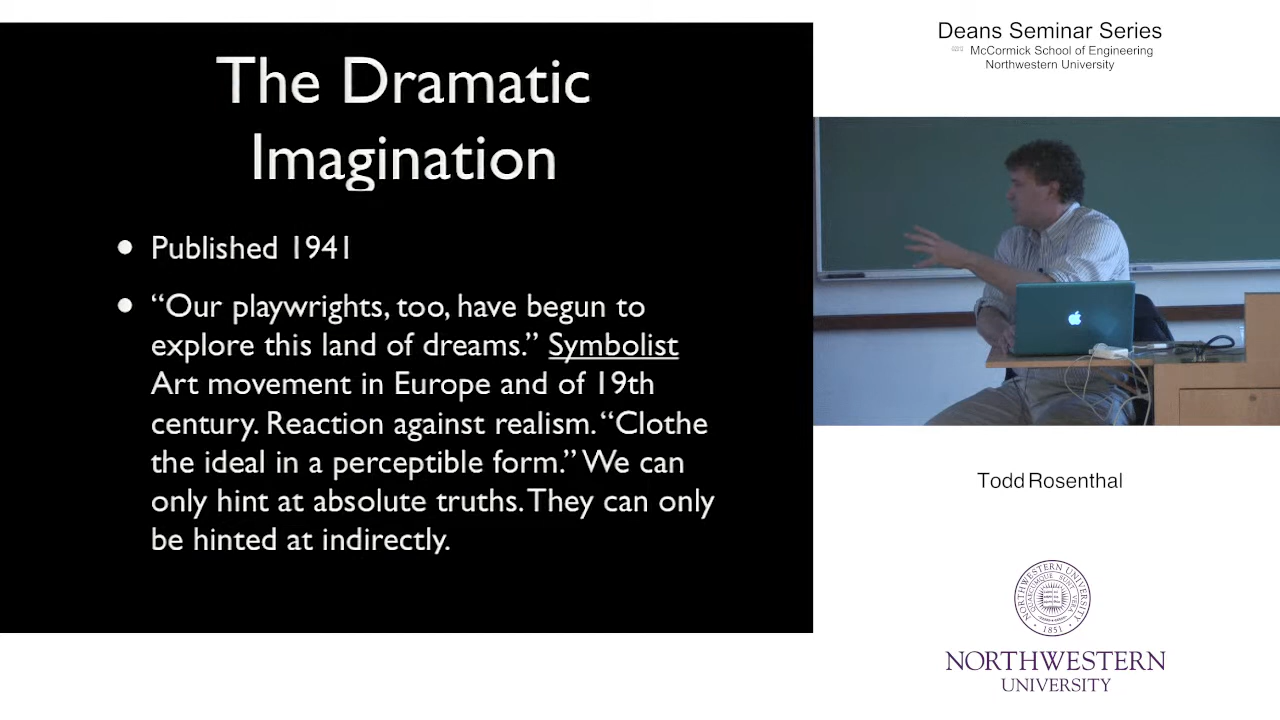 The Dramatic
Imagination
• Published 1941
• “Our playwrights, too, have begun to
explore this land of dreams.” Symbolist
Art movement in Europe and of 19th
century. Reaction against realism. “Clothe
the ideal in a perceptible form.” We can
only hint at absolute truths. They can only
be hinted at indirectly.
Deans Seminar Series
McCormick School of Engineering
Northwestern University
Todd Rosenthal
NORTHWESTERN UNIVERSITY
1851
NORTHWESTERN
UNIVERSITY